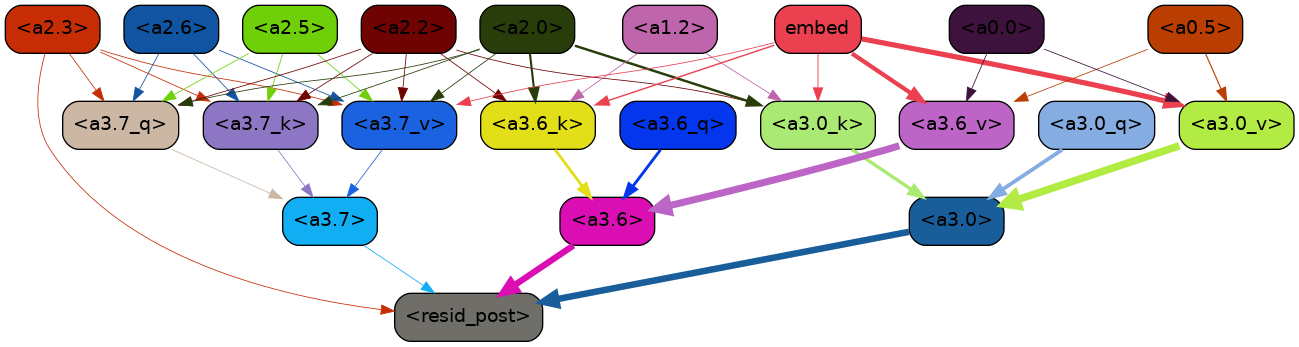 <a2.3>
<a2.6>
<a2.5>
<a2.2>
<a2.0>
<a1.2>
embed
<a0.0>
<a0.5>
<a3.7_q>
<a3.7_k>
<a3.7_v>
<a3.6_k>
<a3.6_q>
<a3.0_k>
<a3.6_v>
<a3.0_q>
<a3.0_v>
<a3.7>
<a3.6>
<a3.0>
<resid_post>